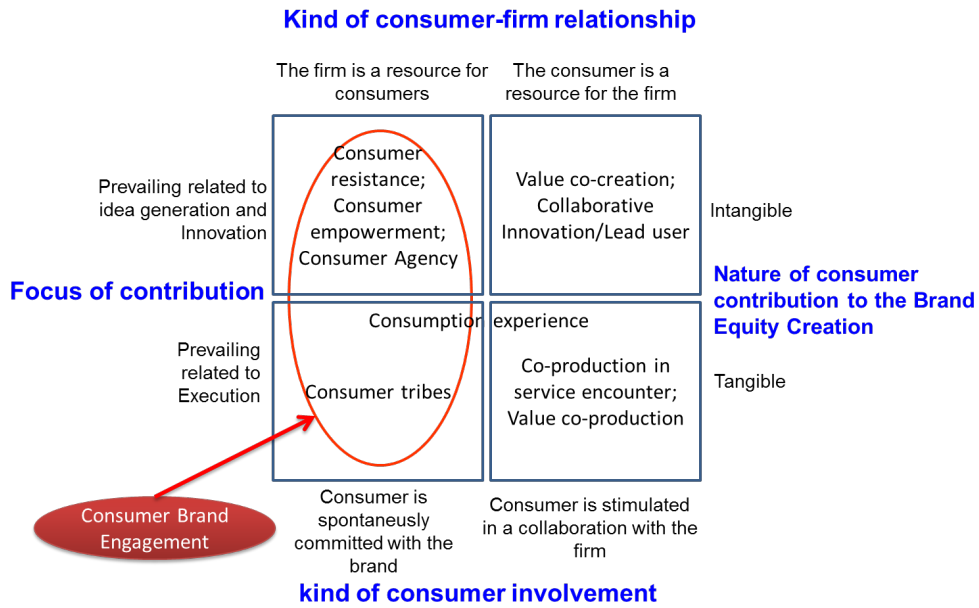 Kind of consumer-firm relationship
The firm is a resource for
consumers
The consumer is a
resource for the firm
Prevailing related to
idea generation and
Innovation
Consumer
resistance;
Consumer
empowerment;
Consumer Agency
Value co-creation;
Collaborative
Innovation/Lead user
Intangible
Focus of contribution
Nature of consumer
contribution to the Brand
Equity Creation
Consumption experience
Prevailing
related to
Execution
Consumer tribes
Co-production in
service encounter;
Value co-production
Tangible
Consumer Brand
Engagement
Consumer is
spontaneusly
committed with the
brand
Consumer is stimulated
in a collaboration with the
firm
kind of consumer involvement